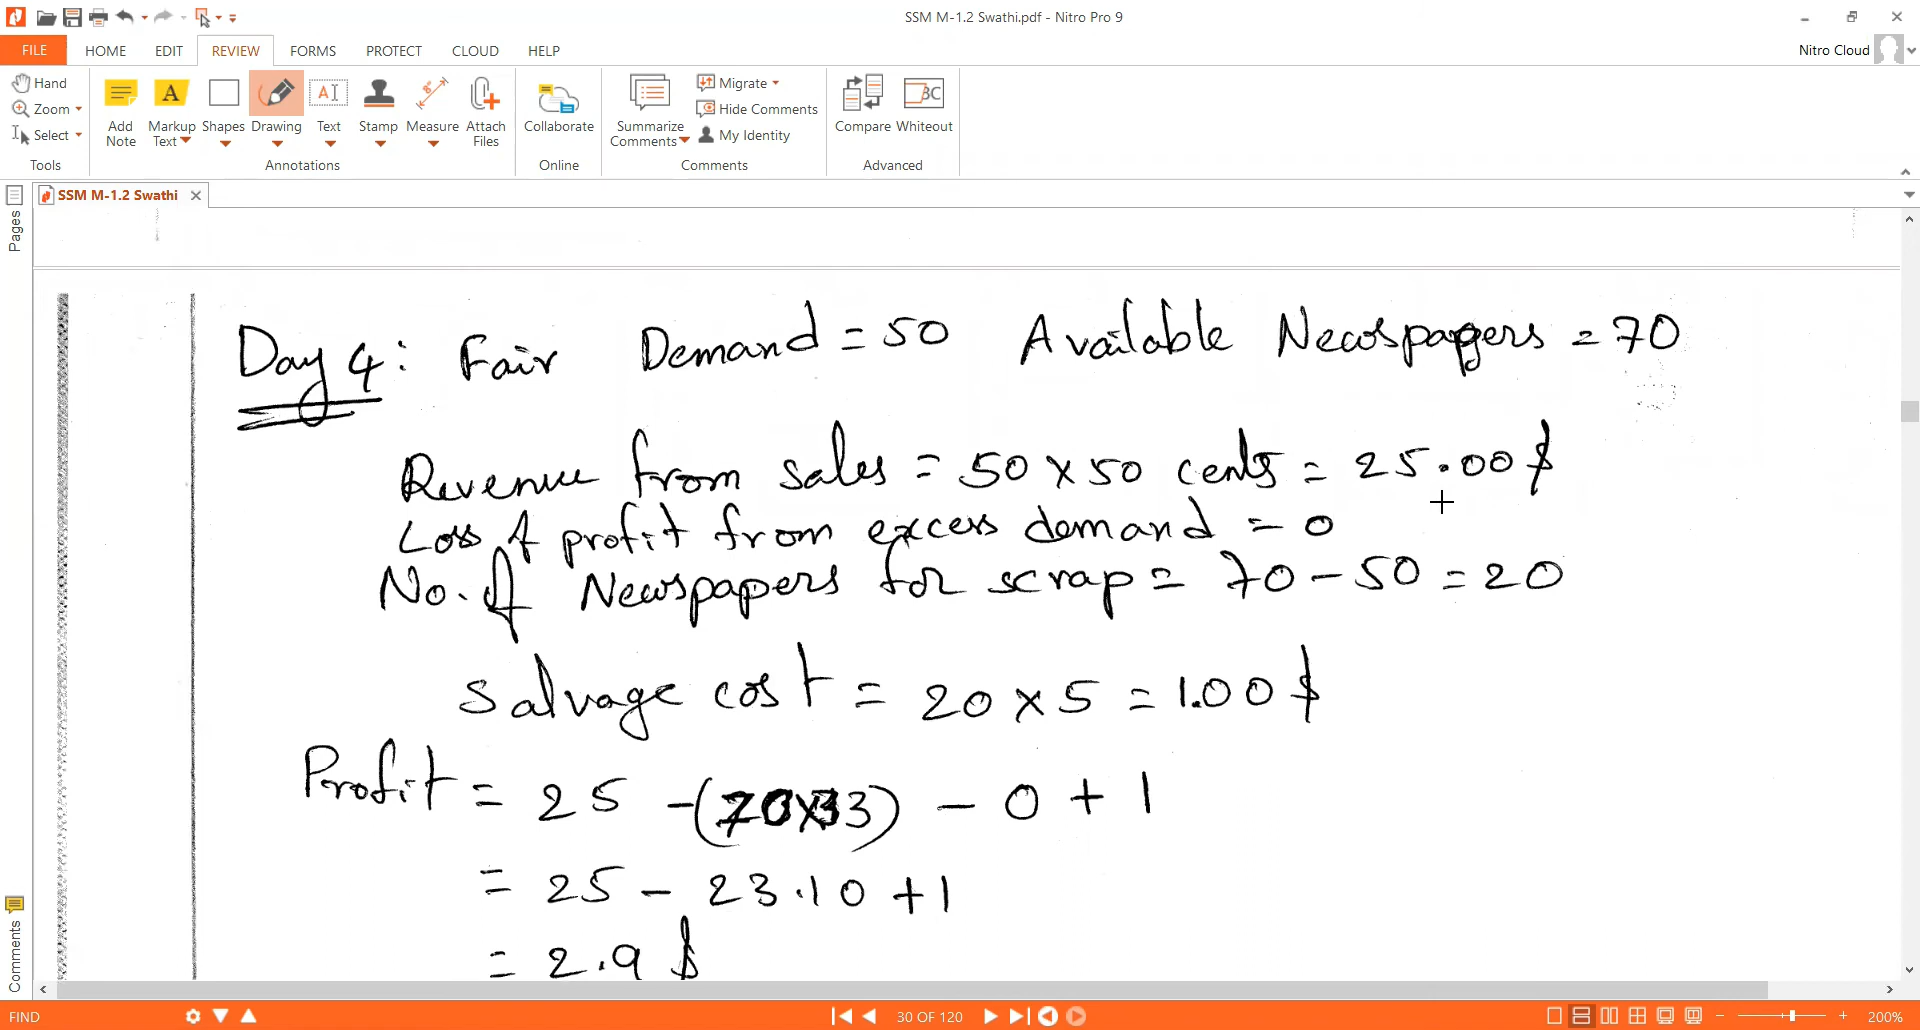 SSM M-1.2 Swathi.pdf - Nitro Pro 9
FILE HOME EDIT REVIEW FORMS PROTECT CLOUD HELP
Nitro Cloud
Hand
Zoom
Select
Tools
Add Note
Markup Text
Shapes
Drawing
Text
Stamp
Measure
Attach Files
Annotations
Collaborate
Online
Summarize Comments
Migrate
Hide Comments
My Identity
Comments
Compare
Whiteout
Advanced
SSM M-1.2 Swathi
Pages
Day 4: Fair Demand = 50 Available Newspapers = 70
Revenue from sales = 50 x 50 cents = 25.00 $
Loss of profit from excess demand = 0
No. of Newspapers for scrap = 70 - 50 = 20
Salvage cost = 20 x 5 = 1.00 $
Profit = 25 - (70x33) - 0 + 1
= 25 - 23.10 + 1
= 2.9 $
Comments
FIND
30 OF 120
200%